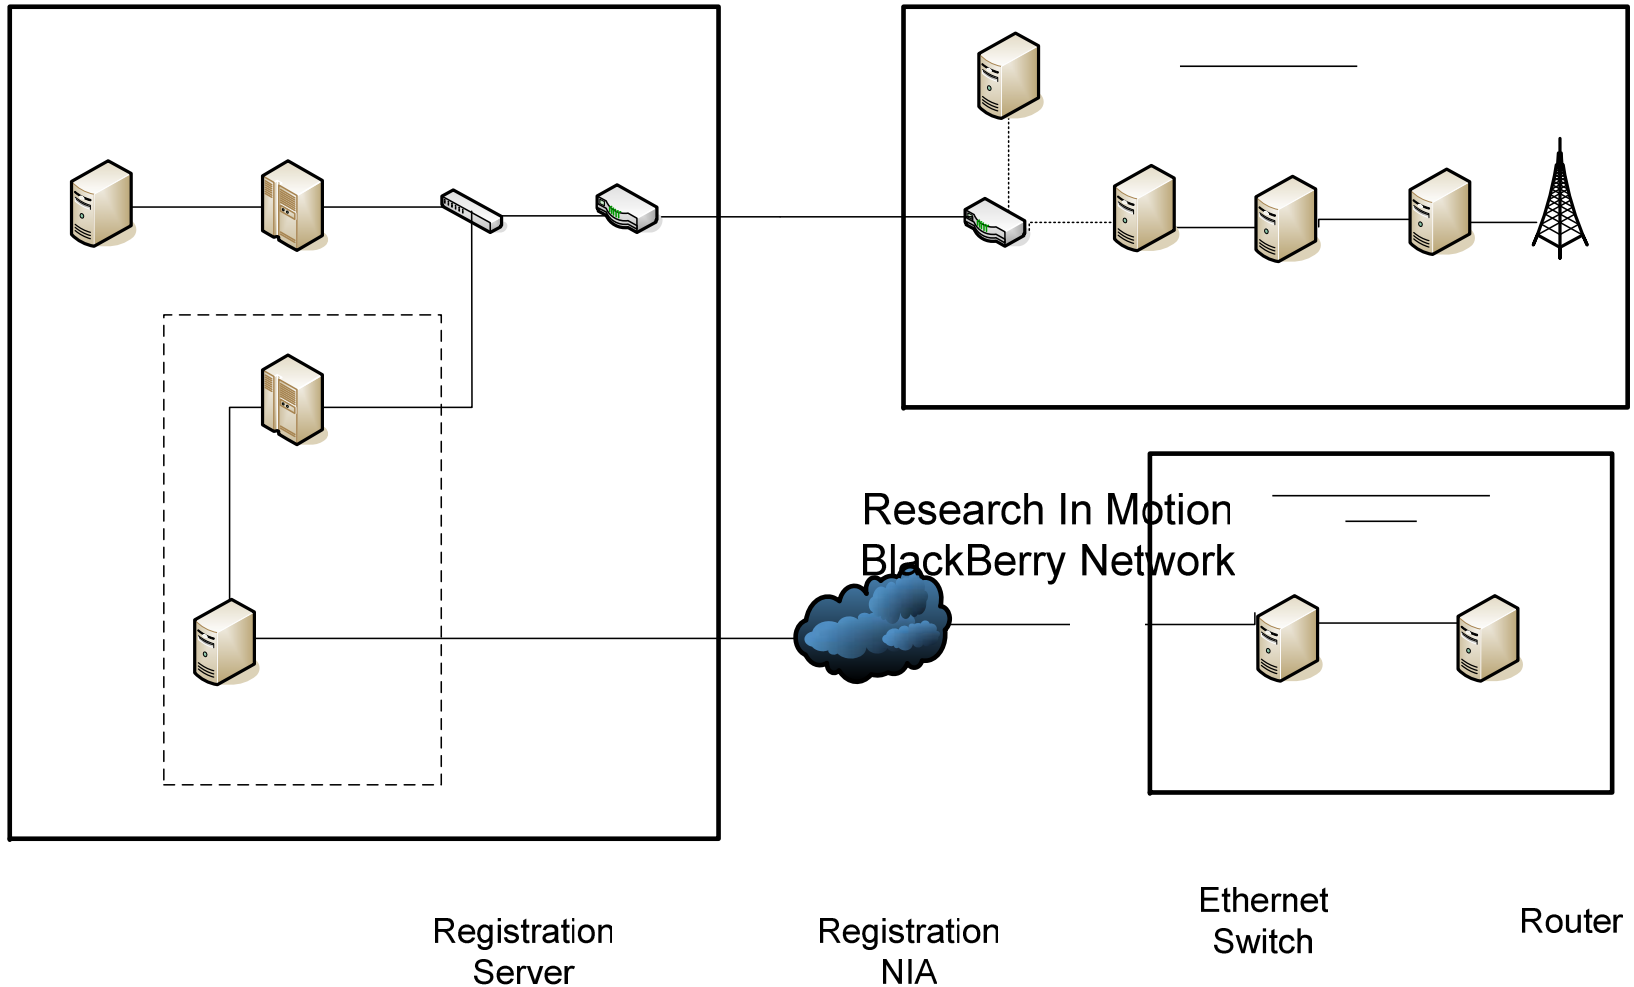 Research In Motion
BlackBerry Network
Ethernet
Switch
Router
Registration
Server
Registration
NIA